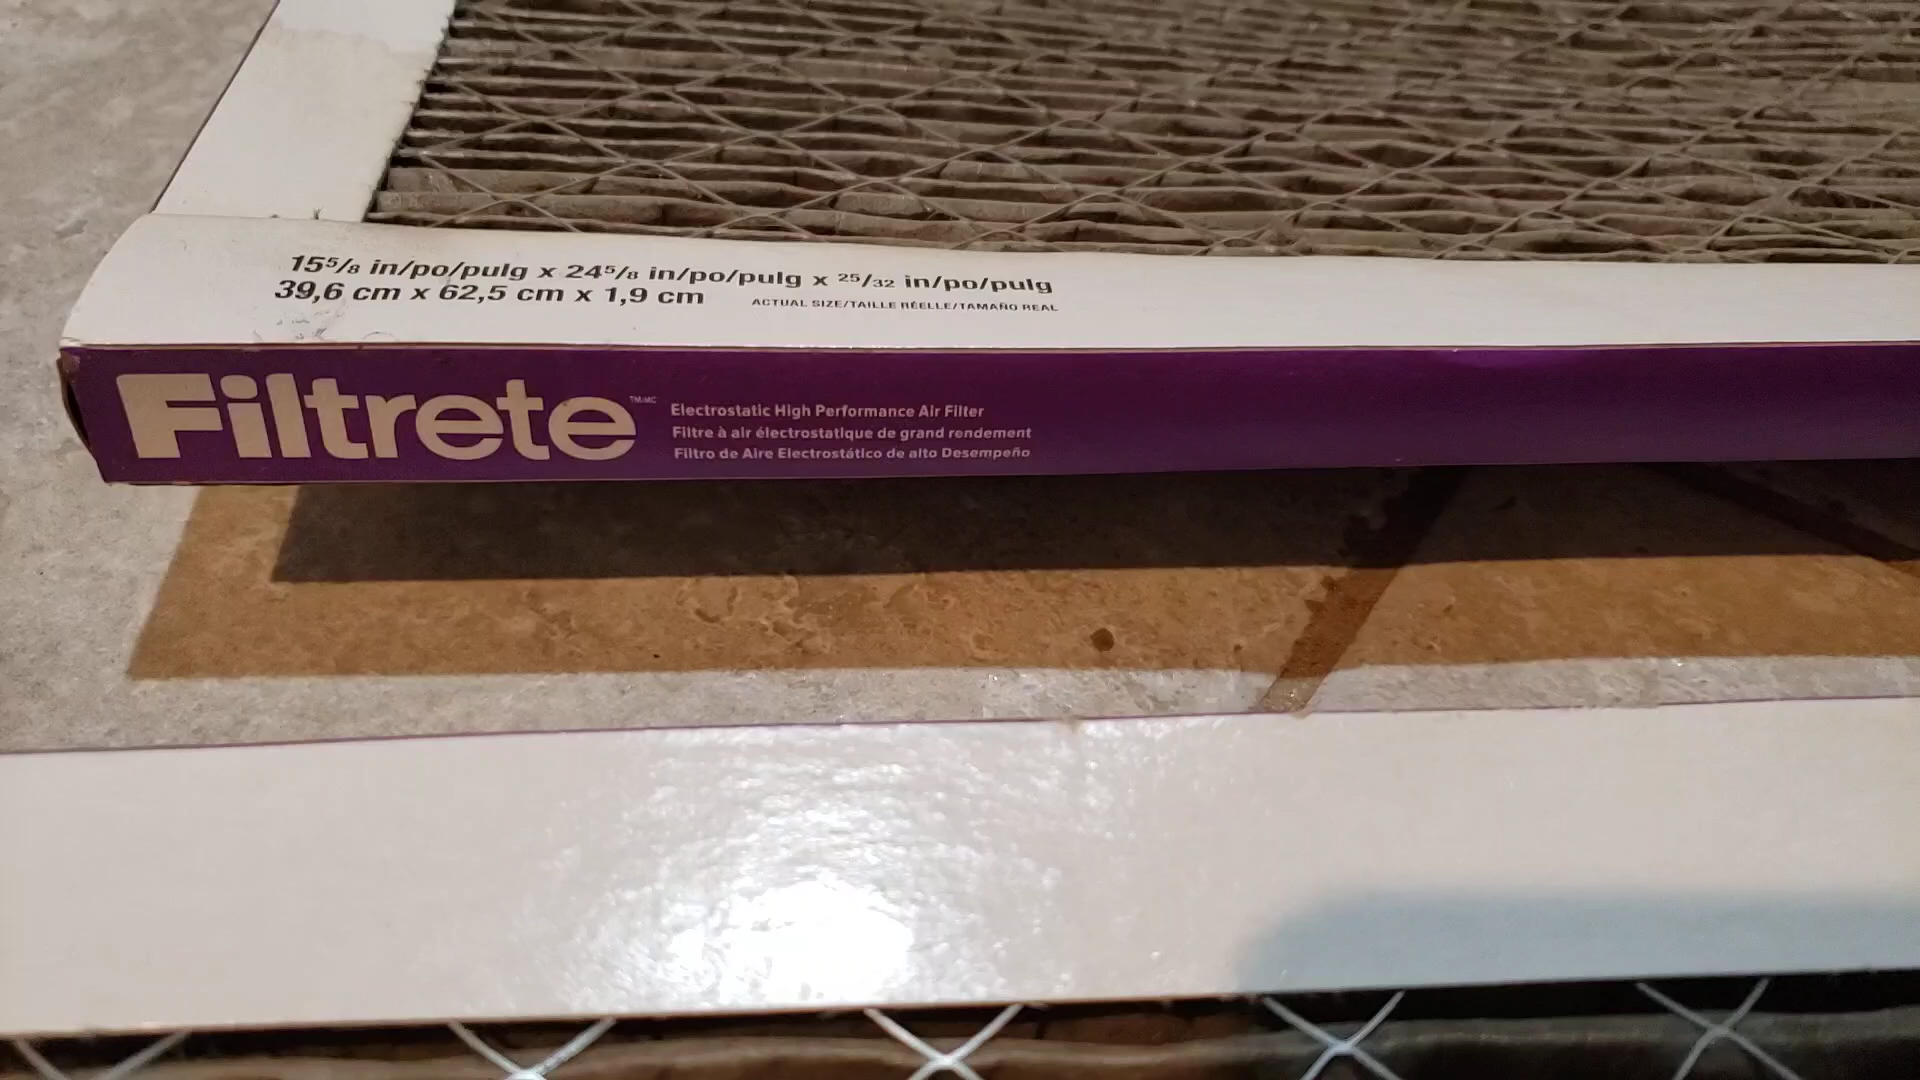 15⁵/₈ in/po/pulg x 24⁵/₈ in/po/pulg x 25/32 in/po/pulg
39,6 cm x 62,5 cm x 1,9 cm ACTUAL SIZE/TAILLE RÉELLE/TAMAÑO REAL
Filtrete TM/MC
Electrostatic High Performance Air Filter
Filtre à air électrostatique de grand rendement
Filtro de Aire Electrostático de alto Desempeño